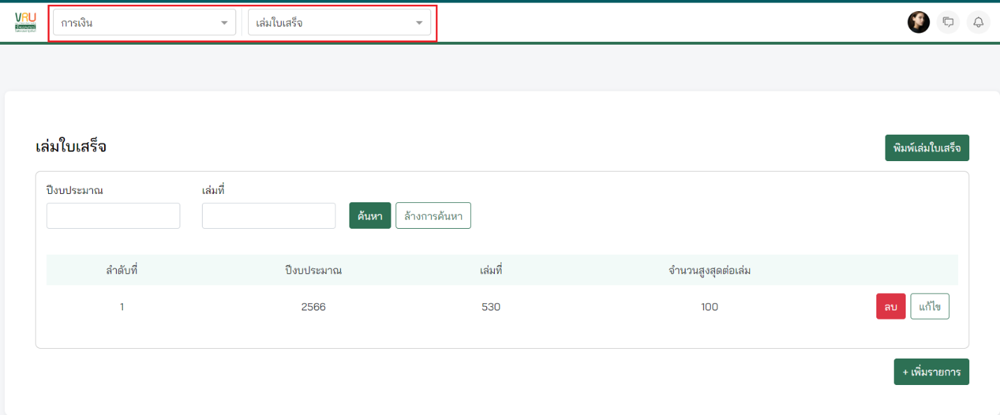 VRU
การเงิน
เล่มใบเสร็จ
เล่มใบเสร็จ
พิมพ์เล่มใบเสร็จ
ปีงบประมาณ เล่มที่
ค้นหา ล้างการค้นหา
ลำดับที่ ปีงบประมาณ เล่มที่ จำนวนสูงสุดต่อเล่ม
1 2566 530 100 ลบ แก้ไข
+ เพิ่มรายการ